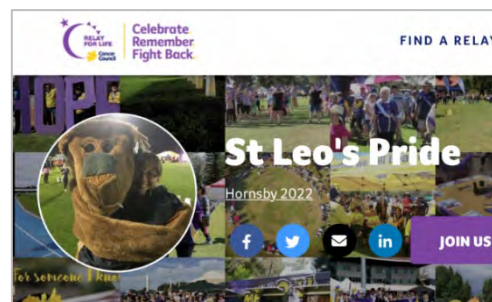 RELAY
FOR LIFE
Cancer
Council
Celebrate.
Remember.
Fight Back.
FIND A RELAY
HOPE
St Leo's Pride
Hornsby 2022
JOIN US
for someone I know